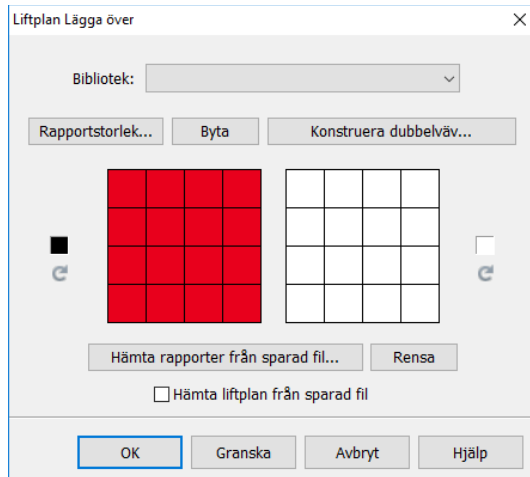 Liftplan Lägga över
Bibliotek:
Rapportstorlek... Byta Konstruera dubbelväv...
Hämta rapporter från sparad fil... Rensa
Hämta liftplan från sparad fil
OK Granska Avbryt Hjälp